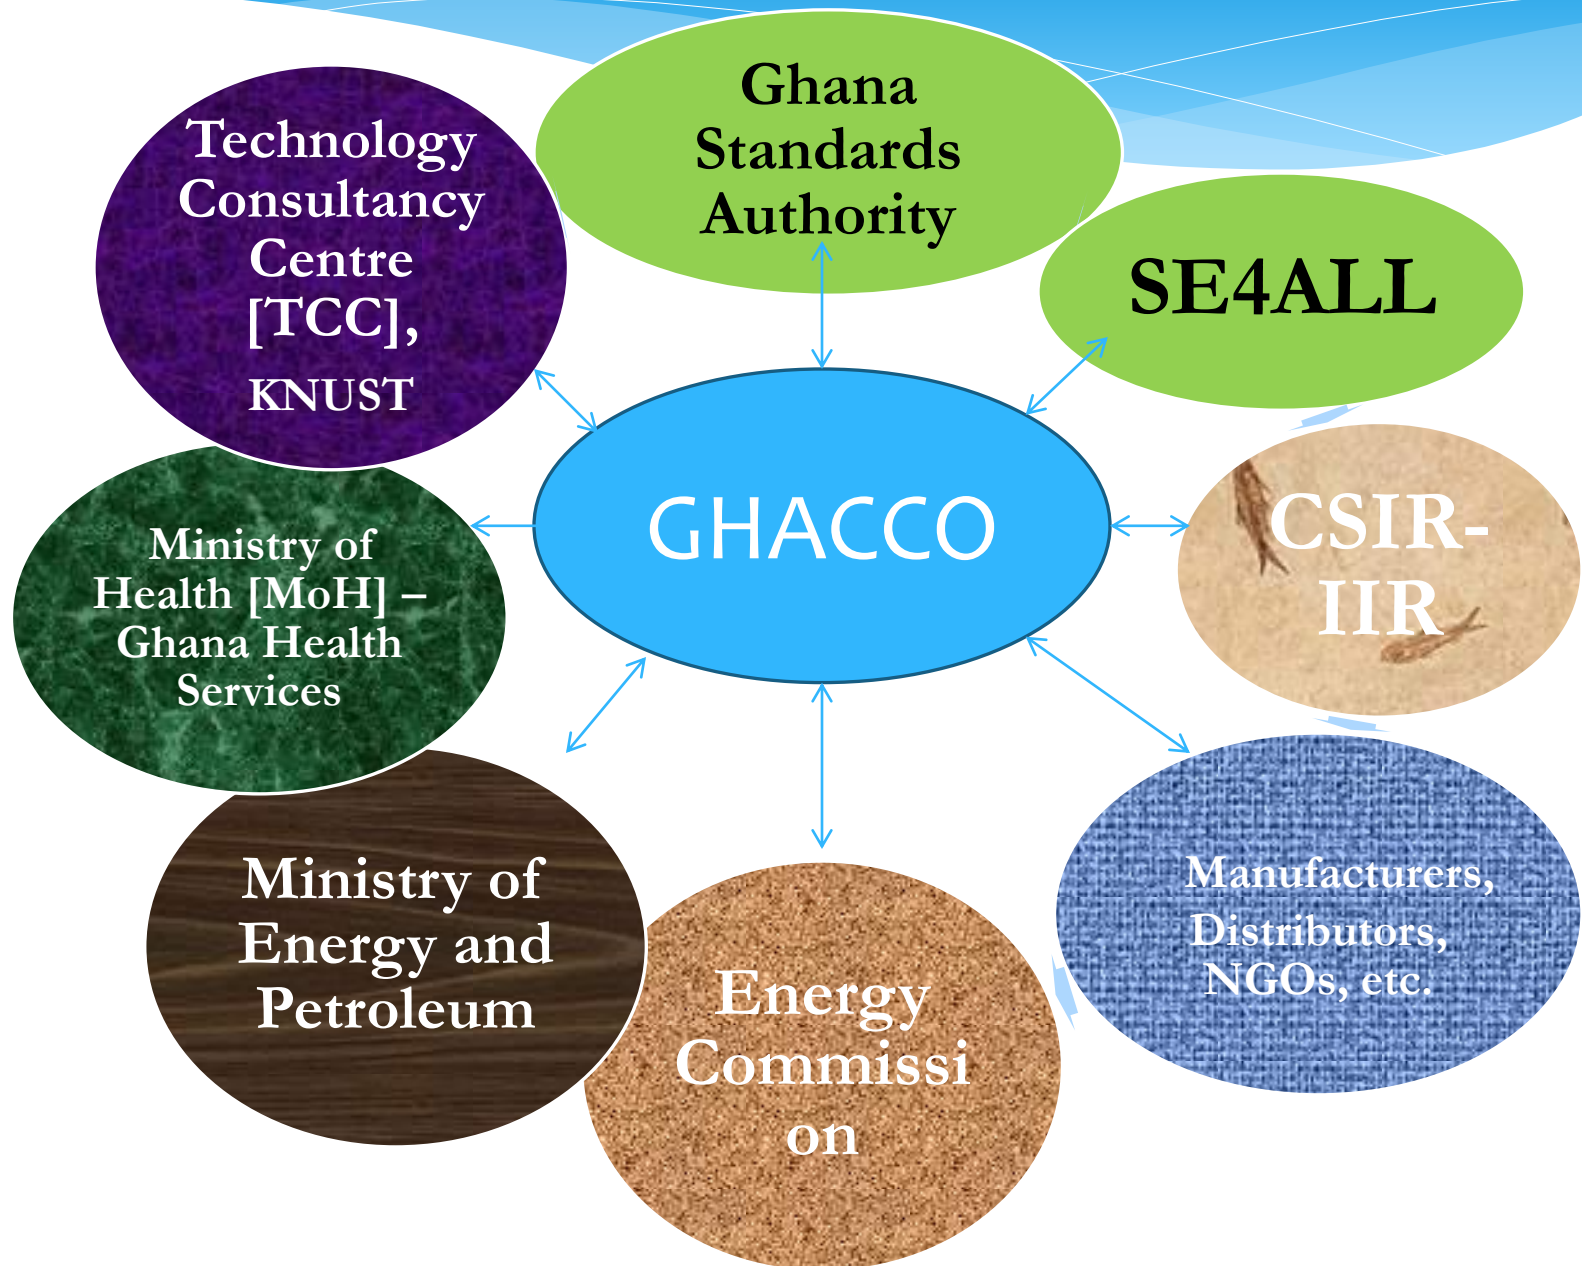 Ghana
Standards
Authority
Technology
Consultancy
Centre
[TCC],
KNUST
SE4ALL
GHACCO
CSIR-
IIR
Ministry of
Health [MoH] –
Ghana Health
Services
Ministry of
Energy and
Petroleum
Energy
Commissi
on
Manufacturers,
Distributors,
NGOs, etc.